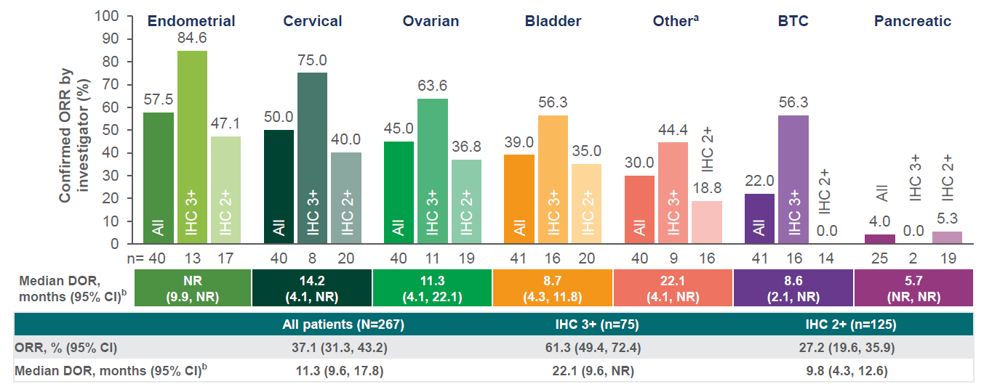 Endometrial Cervical Ovarian Bladder Otherᵃ BTC Pancreatic
Confirmed ORR by
investigator (%)
100
90
80
70
60
50
40
30
20
10
0
57.5 84.6 47.1
50.0 75.0 40.0
45.0 63.6 36.8
39.0 56.3 35.0
30.0 44.4 18.8
22.0 56.3 0.0
4.0 0.0 5.3
All IHC 3+ IHC 2+
All IHC 3+ IHC 2+
All IHC 3+ IHC 2+
All IHC 3+ IHC 2+
All IHC 3+ IHC 2+
All IHC 3+ IHC 2+
All IHC 3+ IHC 2+
n= 40 13 17 40 8 20 40 11 19 41 16 20 40 9 16 41 16 14 25 2 19
Median DOR,
months (95% CI)ᵇ
NR 14.2 11.3 8.7 22.1 8.6 5.7
(9.9, NR) (4.1, NR) (4.1, 22.1) (4.3, 11.8) (4.1, NR) (2.1, NR) (NR, NR)
All patients (N=267) IHC 3+ (n=75) IHC 2+ (n=125)
ORR, % (95% CI) 37.1 (31.3, 43.2) 61.3 (49.4, 72.4) 27.2 (19.6, 35.9)
Median DOR, months (95% CI)ᵇ 11.3 (9.6, 17.8) 22.1 (9.6, NR) 9.8 (4.3, 12.6)